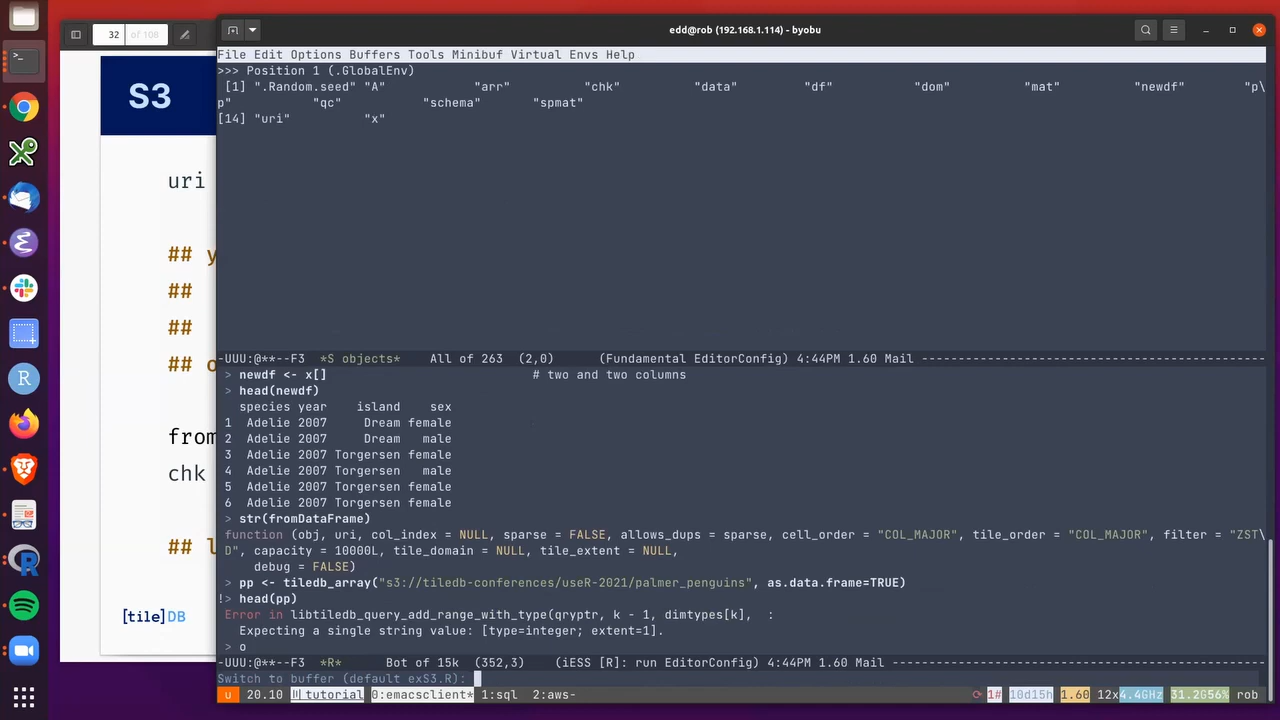 32 of 108
edd@rob (192.168.1.114) - byobu
S3
uri
## y
##
##
## o
from
chk
## l
[tile]DB
File Edit Options Buffers Tools Minibuf Virtual Envs Help
>>> Position 1 (.GlobalEnv)
[1] ".Random.seed" "A" "arr" "chk" "data" "df" "dom" "mat" "newdf" "p\
p" "qc" "schema" "spmat"
[14] "uri" "x"
-UUU:@**--F3 *S objects* All of 263 (2,0) (Fundamental EditorConfig) 4:44PM 1.60 Mail ----------------------------------------------
> newdf <- x[] # two and two columns
> head(newdf)
species year island sex
1 Adelie 2007 Dream female
2 Adelie 2007 Dream male
3 Adelie 2007 Torgersen female
4 Adelie 2007 Torgersen male
5 Adelie 2007 Torgersen female
6 Adelie 2007 Torgersen female
> str(fromDataFrame)
function (obj, uri, col_index = NULL, sparse = FALSE, allows_dups = sparse, cell_order = "COL_MAJOR", tile_order = "COL_MAJOR", filter = "ZST\
D", capacity = 10000L, tile_domain = NULL, tile_extent = NULL,
debug = FALSE)
> pp <- tiledb_array("s3://tiledb-conferences/useR-2021/palmer_penguins", as.data.frame=TRUE)
!> head(pp)
Error in libtiledb_query_add_range_with_type(qryptr, k - 1, dimtypes[k], :
Expecting a single string value: [type=integer; extent=1].
> o
-UUU:@**--F3 *R* Bot of 15k (352,3) (iESS [R]: run EditorConfig) 4:44PM 1.60 Mail ----------------------------------------------
Switch to buffer (default exS3.R):
u 20.10 tutorial 0:emacsclient* 1:sql 2:aws- 1# 10d15h 1.60 12x4.4GHz 31.2G56% rob